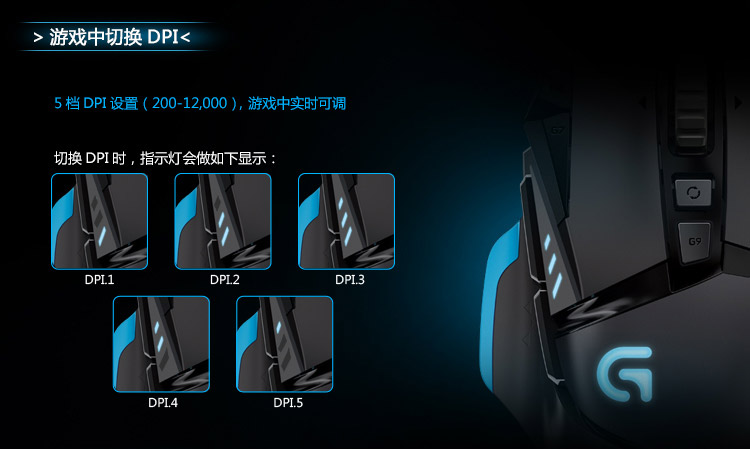 > 游戏中切换 DPI<
5 档 DPI 设置（200-12,000），游戏中实时可调
切换 DPI 时，指示灯会做如下显示：
DPI.1
DPI.2
DPI.3
DPI.4
DPI.5
G9
G